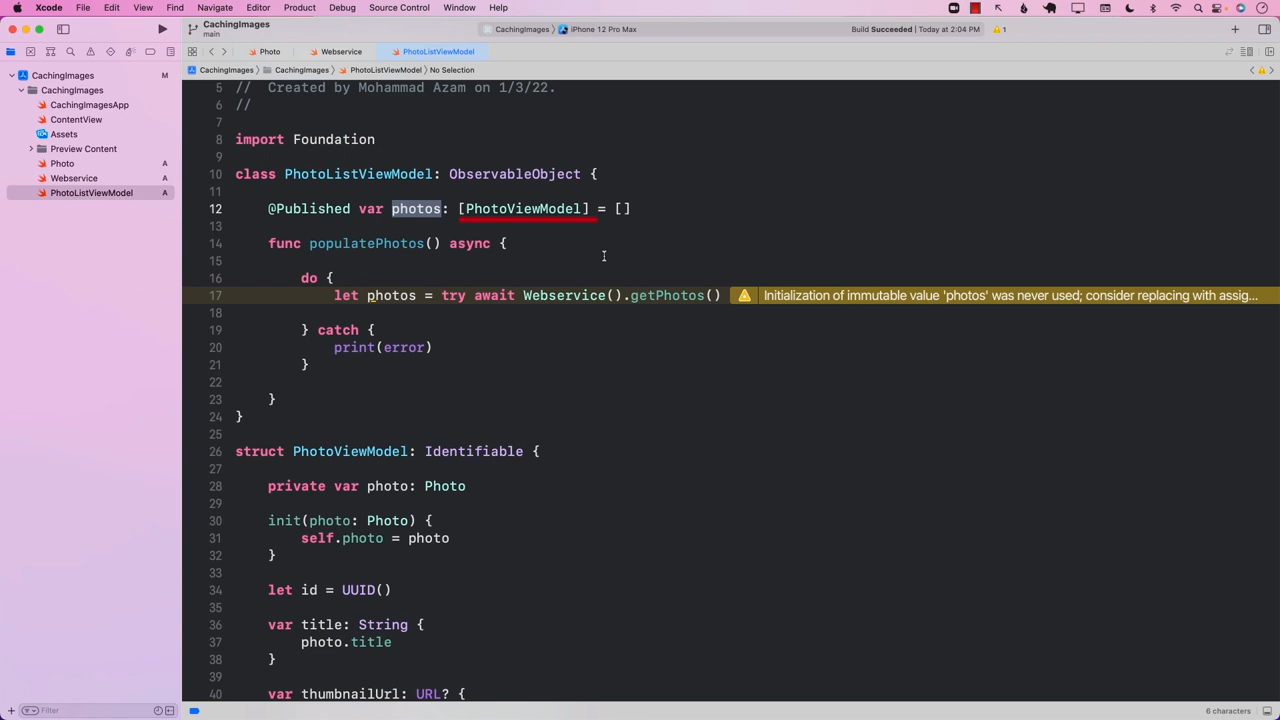 Xcode File Edit View Find Navigate Editor Product Debug Source Control Window Help
CachingImages
main
CachingImages
iPhone 12 Pro Max
Build Succeeded | Today at 2:04 PM
1
Photo
Webservice
PhotoListViewModel
CachingImages
CachingImages
PhotoListViewModel
No Selection
CachingImages M
CachingImages
CachingImagesApp
ContentView
Assets
Preview Content
Photo A
Webservice A
PhotoListViewModel A
5 // Created by Mohammad Azam on 1/3/22.
6 //
7
8 import Foundation
9
10 class PhotoListViewModel: ObservableObject {
11
12 @Published var photos: [PhotoViewModel] = []
13
14 func populatePhotos() async {
15
16 do {
17 let photos = try await Webservice().getPhotos()
Initialization of immutable value 'photos' was never used; consider replacing with assig...
18
19 } catch {
20 print(error)
21 }
22
23 }
24 }
25
26 struct PhotoViewModel: Identifiable {
27
28 private var photo: Photo
29
30 init(photo: Photo) {
31 self.photo = photo
32 }
33
34 let id = UUID()
35
36 var title: String {
37 photo.title
38 }
39
40 var thumbnailUrl: URL? {
Filter
6 characters